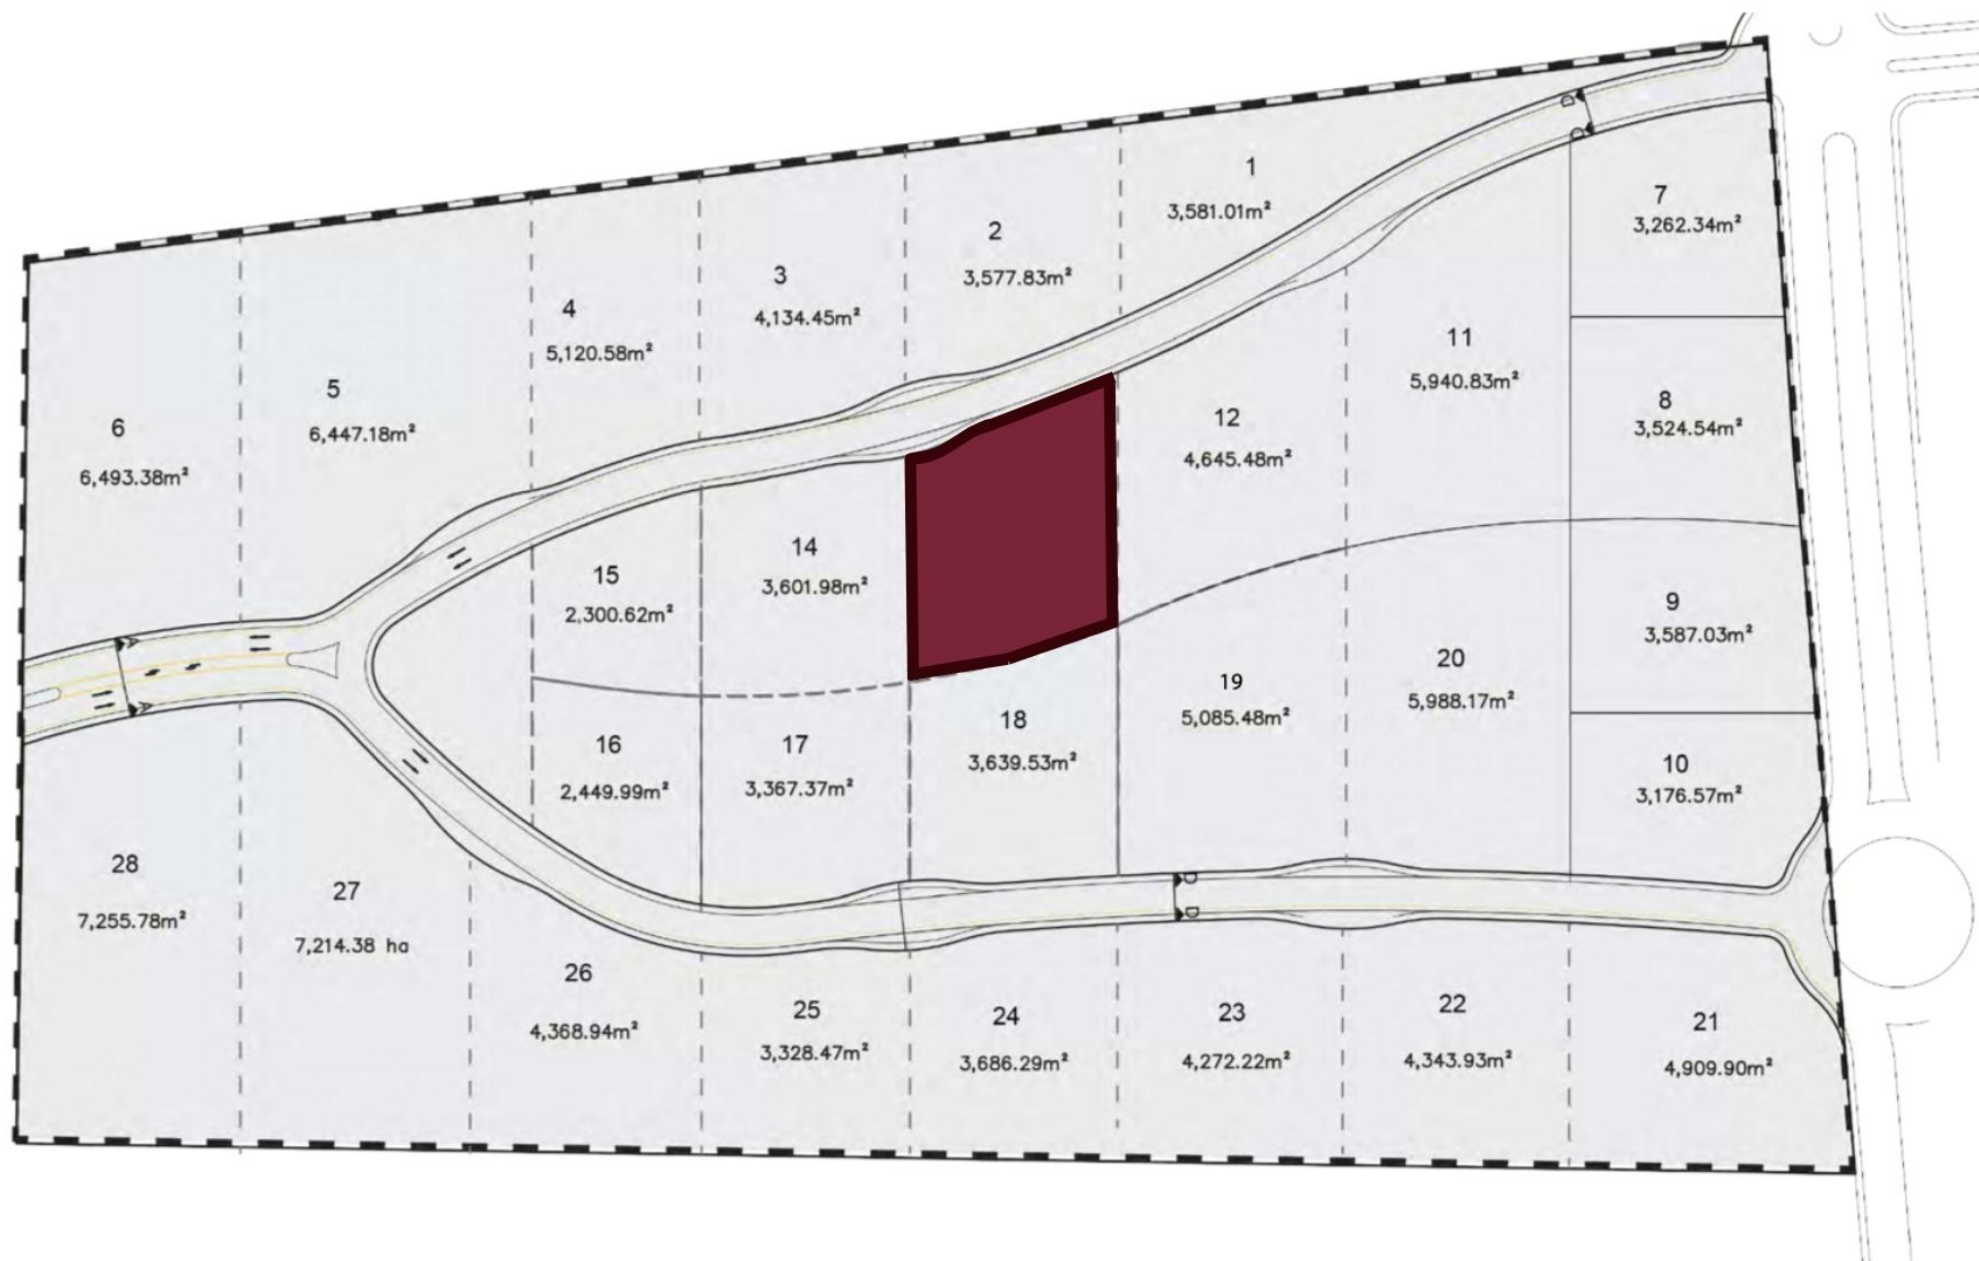 1
3,581.01m²
2
3,577.83m²
3
4,134.45m²
4
5,120.58m²
5
6,447.18m²
6
6,493.38m²
7
3,262.34m²
8
3,524.54m²
9
3,587.03m²
10
3,176.57m²
11
5,940.83m²
12
4,645.48m²
14
3,601.98m²
15
2,300.62m²
16
2,449.99m²
17
3,367.37m²
18
3,639.53m²
19
5,085.48m²
20
5,988.17m²
21
4,909.90m²
22
4,343.93m²
23
4,272.22m²
24
3,686.29m²
25
3,328.47m²
26
4,368.94m²
27
7,214.38 ha
28
7,255.78m²